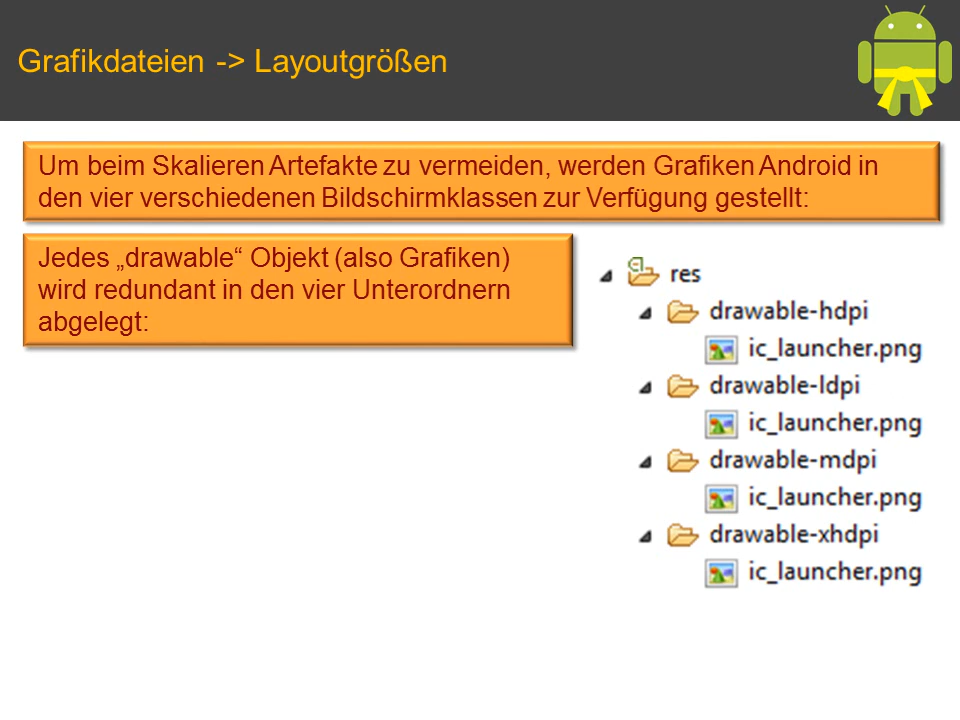 Grafikdateien -> Layoutgrößen
Um beim Skalieren Artefakte zu vermeiden, werden Grafiken Android in
den vier verschiedenen Bildschirmklassen zur Verfügung gestellt:
Jedes „drawable“ Objekt (also Grafiken)
wird redundant in den vier Unterordnern
abgelegt:
res
drawable-hdpi
ic_launcher.png
drawable-ldpi
ic_launcher.png
drawable-mdpi
ic_launcher.png
drawable-xhdpi
ic_launcher.png